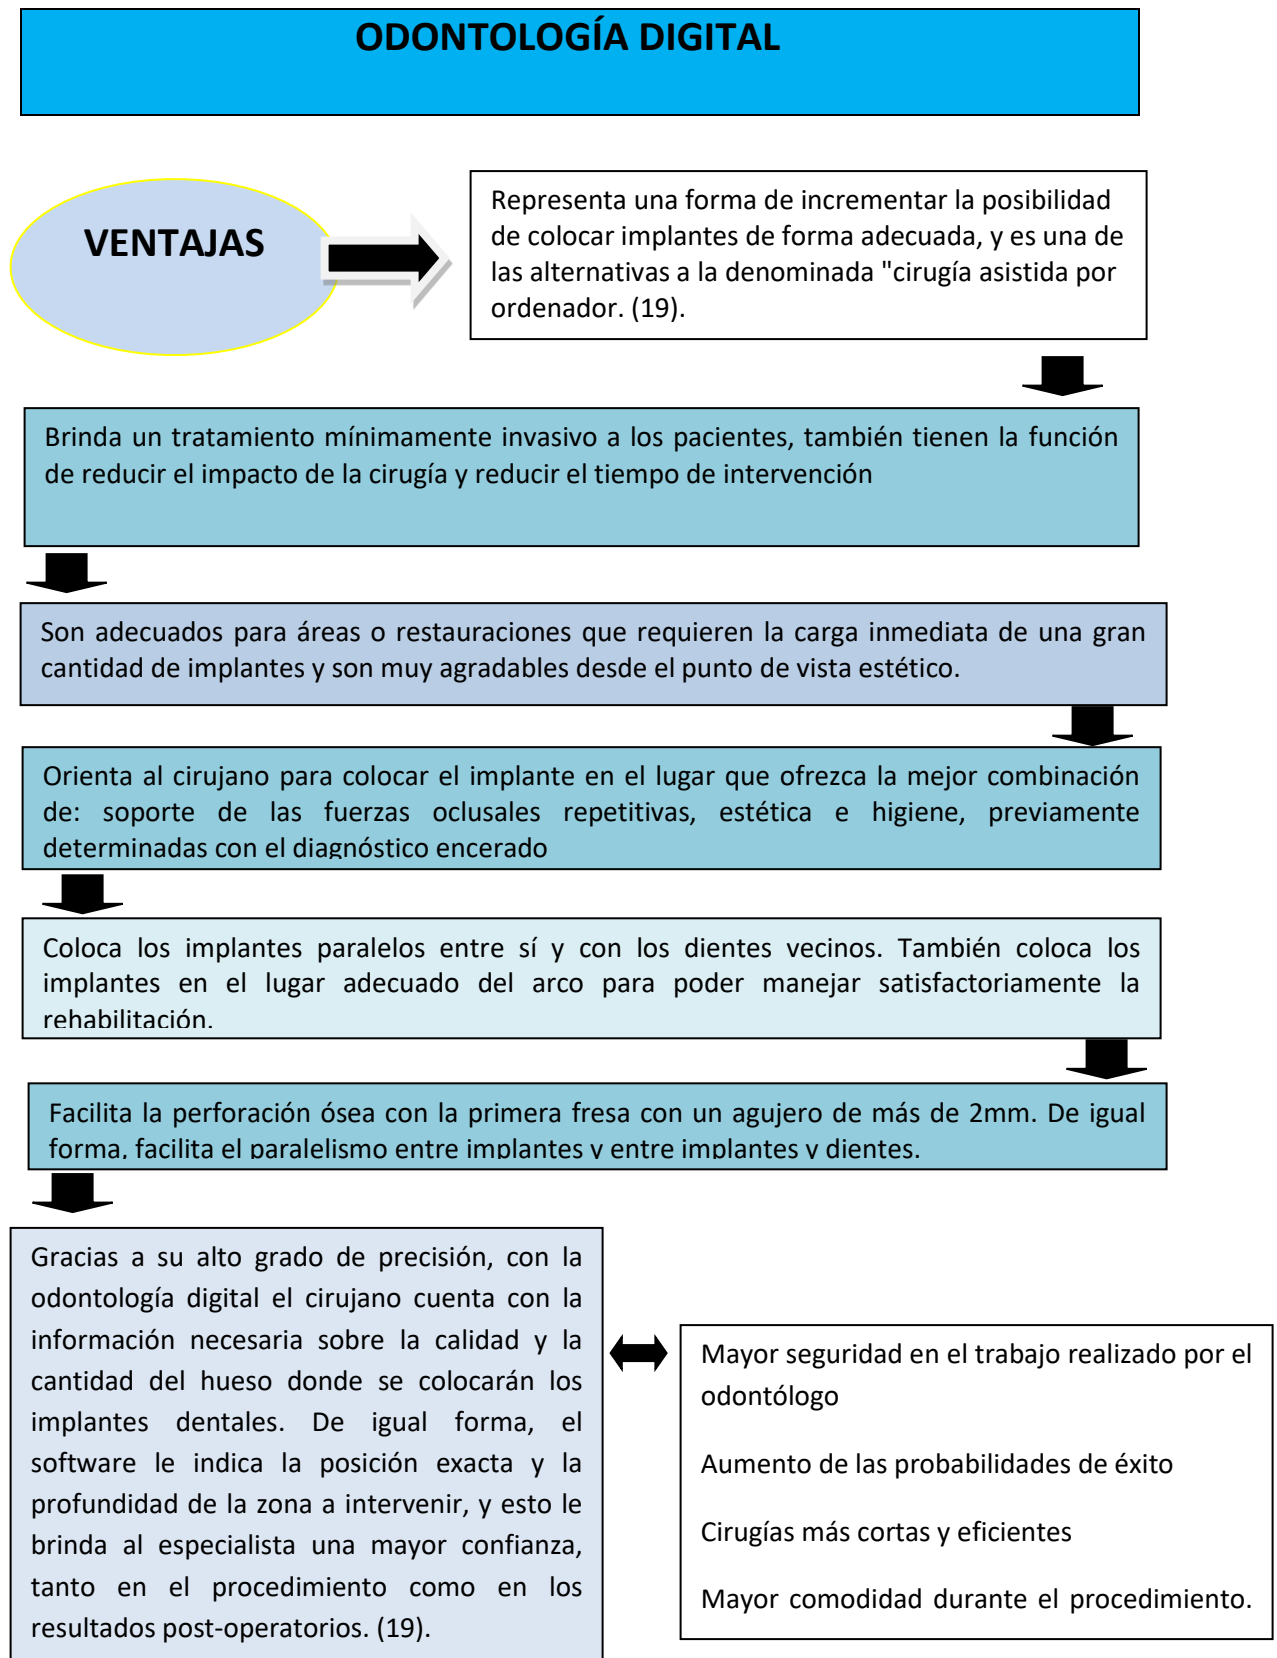 ODONTOLOGÍA DIGITAL
VENTAJAS
Representa una forma de incrementar la posibilidad
de colocar implantes de forma adecuada, y es una de
las alternativas a la denominada "cirugía asistida por
ordenador. (19).
Brinda un tratamiento mínimamente invasivo a los pacientes, también tienen la función
de reducir el impacto de la cirugía y reducir el tiempo de intervención
Son adecuados para áreas o restauraciones que requieren la carga inmediata de una gran
cantidad de implantes y son muy agradables desde el punto de vista estético.
Orienta al cirujano para colocar el implante en el lugar que ofrezca la mejor combinación
de: soporte de las fuerzas oclusales repetitivas, estética e higiene, previamente
determinadas con el diagnóstico encerado
Coloca los implantes paralelos entre sí y con los dientes vecinos. También coloca los
implantes en el lugar adecuado del arco para poder manejar satisfactoriamente la
rehabilitación.
Facilita la perforación ósea con la primera fresa con un agujero de más de 2mm. De igual
forma, facilita el paralelismo entre implantes y entre implantes y dientes.
Gracias a su alto grado de precisión, con la
odontología digital el cirujano cuenta con la
información necesaria sobre la calidad y la
cantidad del hueso donde se colocarán los
implantes dentales. De igual forma, el
software le indica la posición exacta y la
profundidad de la zona a intervenir, y esto le
brinda al especialista una mayor confianza,
tanto en el procedimiento como en los
resultados post-operatorios. (19).
Mayor seguridad en el trabajo realizado por el
odontólogo
Aumento de las probabilidades de éxito
Cirugías más cortas y eficientes
Mayor comodidad durante el procedimiento.